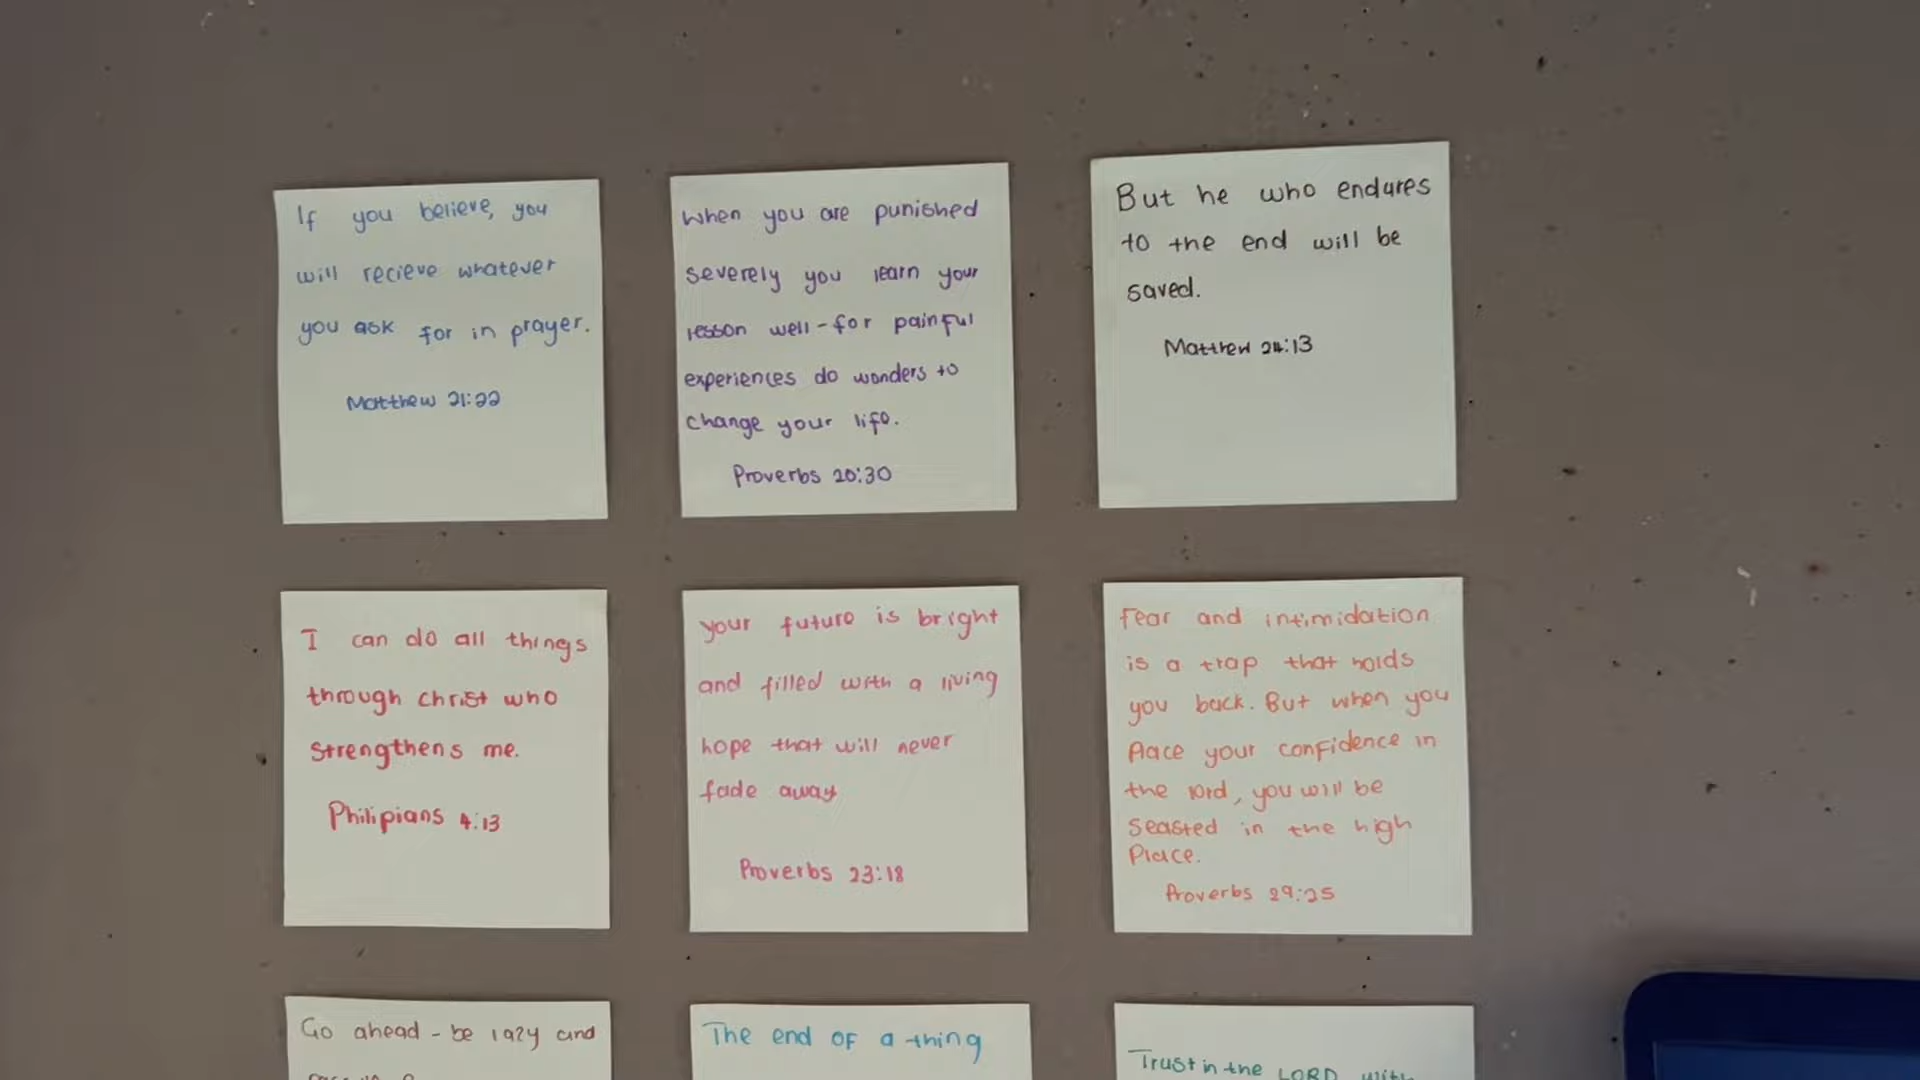 If you believe, you
will recieve whatever
you ask for in prayer.
Matthew 21:22
When you are punished
severely you learn your
lesson well-for painful
experiences do wonders to
change your life.
Proverbs 20:30
But he who endures
to the end will be
saved.
Matthew 24:13
I can do all things
through Christ who
strengthens me.
Philipians 4:13
your future is bright
and filled with a living
hope that will never
fade away
Proverbs 23:18
Fear and intimidation
is a trap that holds
you back. But when you
Place your confidence in
the lord, you will be
Seasted in the high
Place.
Proverbs 29:25
Go ahead - be lazy and
The end of a thing
Trust in the LORD with